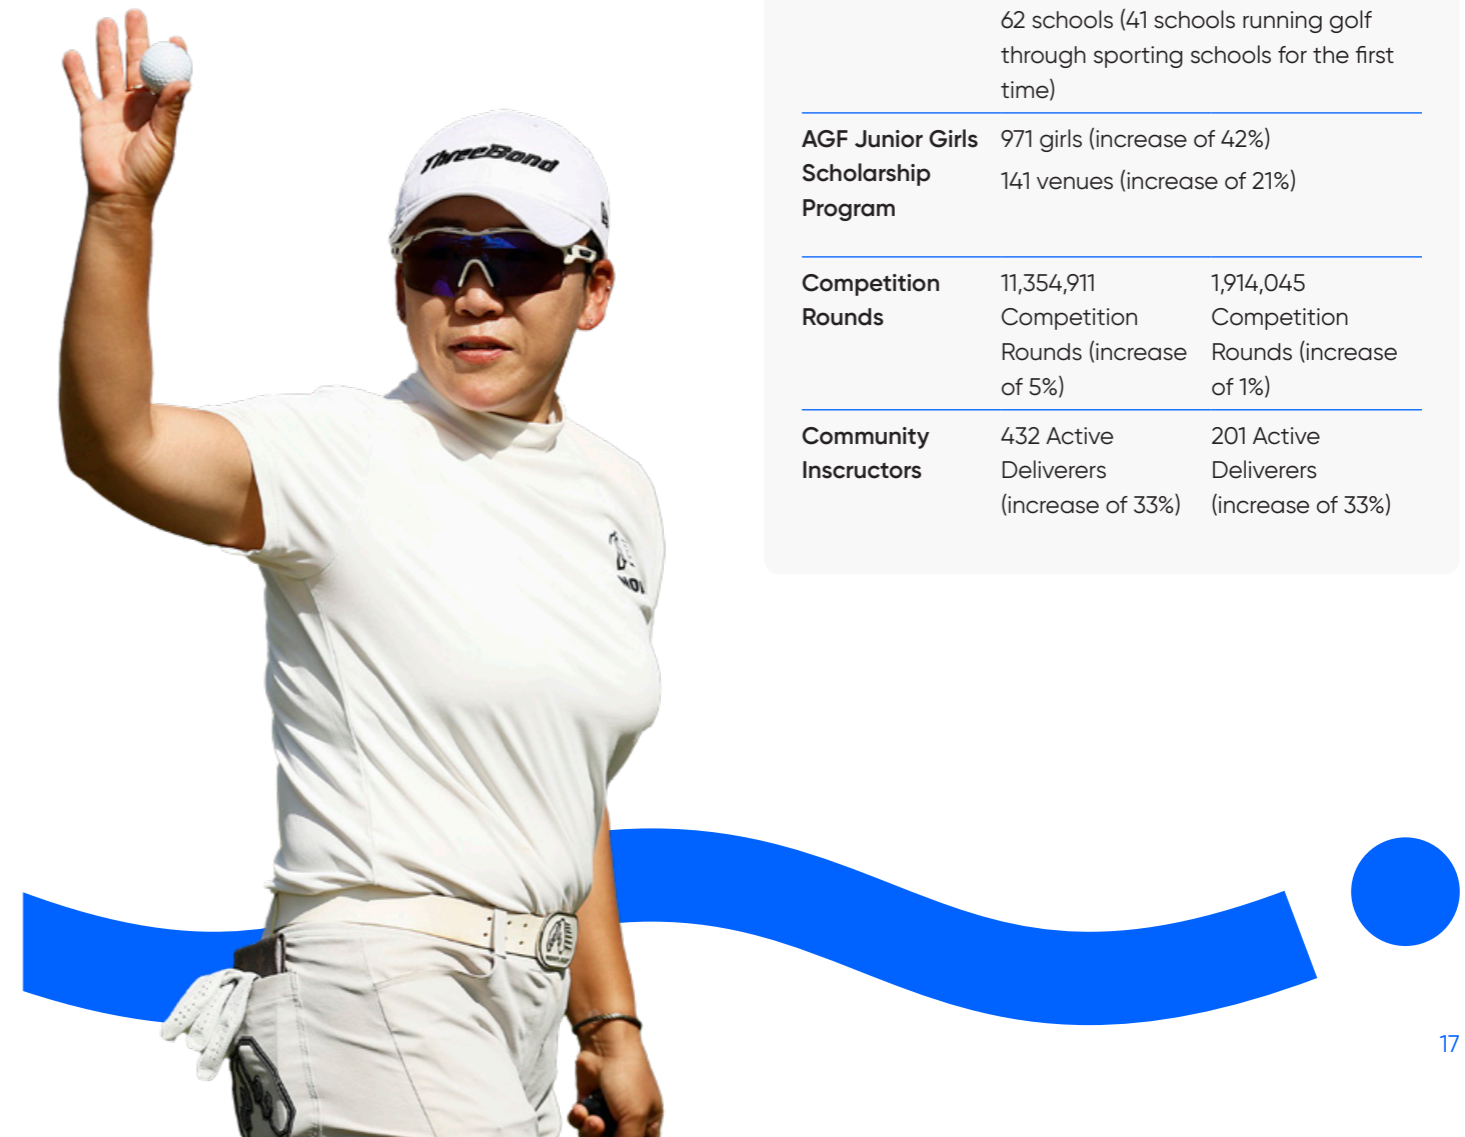 ThreeBond
62 schools (41 schools running golf
through sporting schools for the first
time)
AGF Junior Girls
Scholarship
Program
971 girls (increase of 42%)
141 venues (increase of 21%)
Competition
Rounds
11,354,911
Competition
Rounds (increase
of 5%)
1,914,045
Competition
Rounds (increase
of 1%)
Community
Inscructors
432 Active
Deliverers
(increase of 33%)
201 Active
Deliverers
(increase of 33%)
17